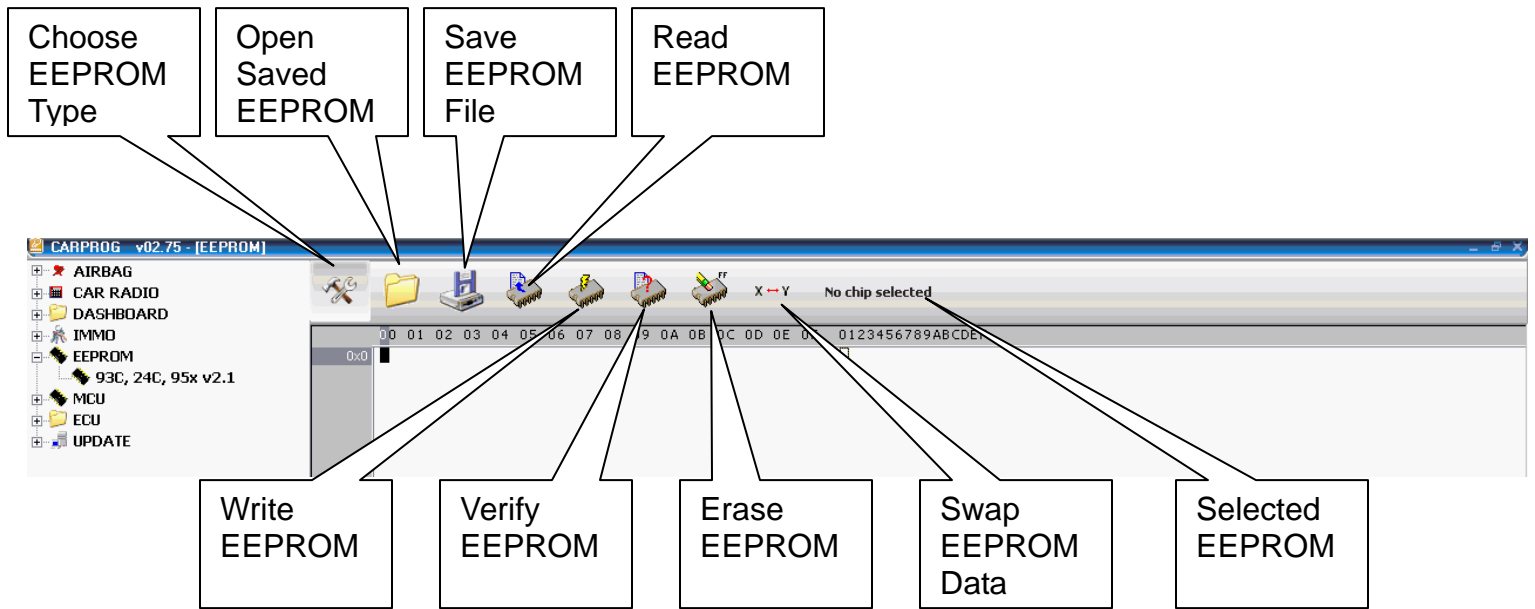 Choose
EEPROM
Type
Open
Saved
EEPROM
Save
EEPROM
File
Read
EEPROM
CARPROG v02.75 - [EEPROM]
AIRBAG
CAR RADIO
DASHBOARD
IMMO
EEPROM
93C, 24C, 95x v2.1
MCU
ECU
UPDATE
FF
X ↔ Y
No chip selected
00 01 02 03 04 05 06 07 08 09 0A 0B 0C 0D 0E 0123456789ABCDE
0x0
Write
EEPROM
Verify
EEPROM
Erase
EEPROM
Swap
EEPROM
Data
Selected
EEPROM